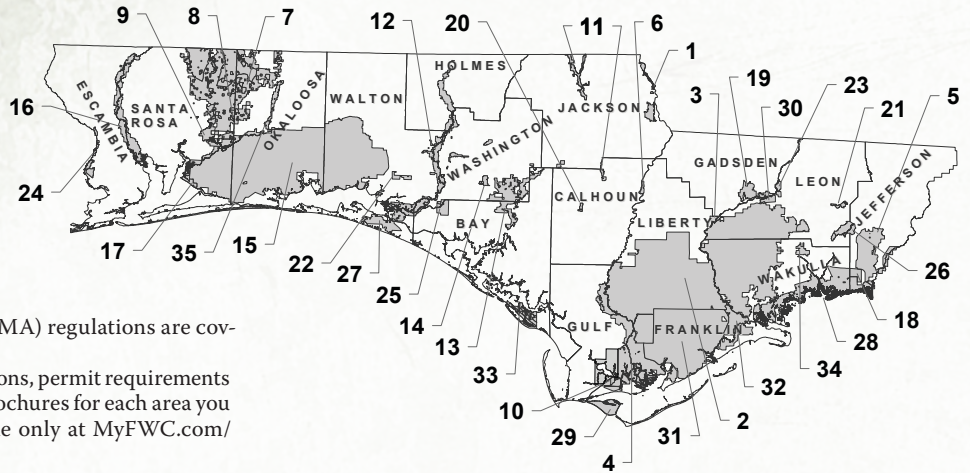 9
8
7
12
20
11
6
1
19
3
30
23
21
5
16
24
ESCAMBIA
SANTA
ROSA
OKALOOSA
WALTON
HOLMES
WASHINGTON
JACKSON
BAY
CALHOUN
GADSDEN
LIBERTY
LEON
JEFFERSON
WAKULLA
GULF
FRANKLIN
17
35
15
22
27
25
14
13
33
10
29
4
31
2
32
34
28
18
26
MA) regulations are cov-
ons, permit requirements
ochures for each area you
e only at MyFWC.com/